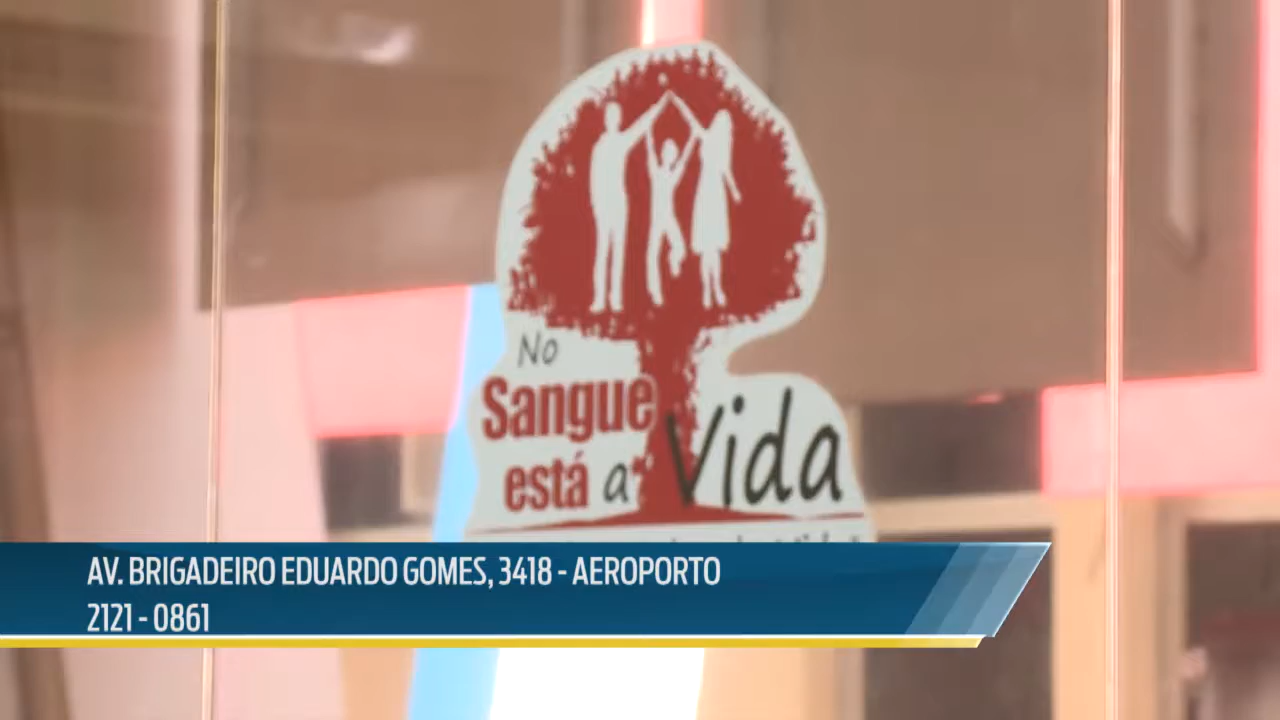 No
Sangue
está a Vida
AV. BRIGADEIRO EDUARDO GOMES, 3418 - AEROPORTO
2121 - 0861